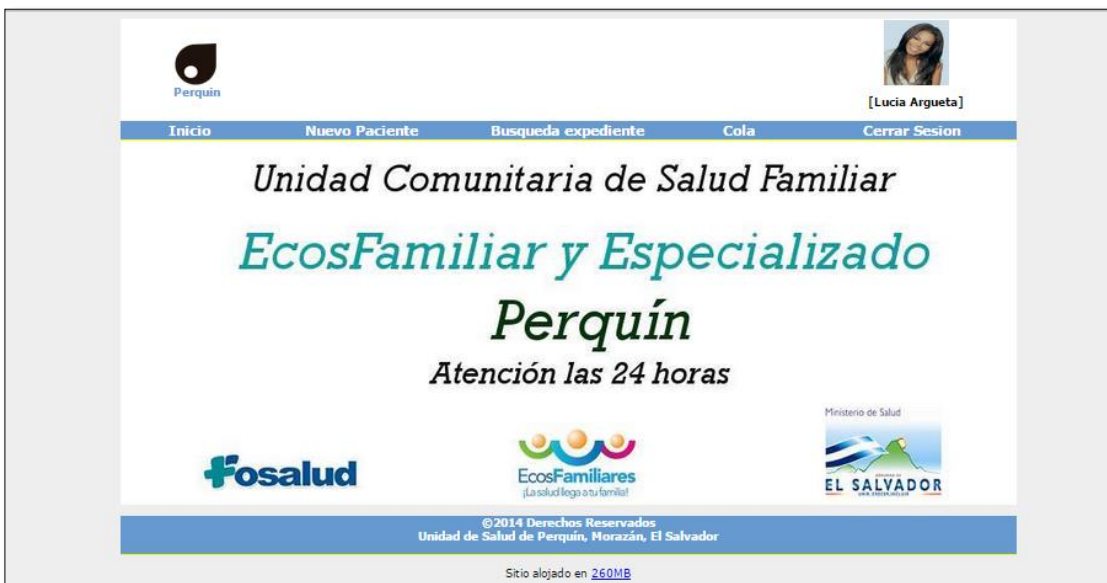 Perquin
[Lucia Argueta]
Inicio Nuevo Paciente Busqueda expediente Cola Cerrar Sesion
Unidad Comunitaria de Salud Familiar
EcosFamiliar y Especializado
Perquín
Atención las 24 horas
Fosalud
EcosFamiliares
¡La salud llega a tu familia!
Ministerio de Salud
EL SALVADOR
©2014 Derechos Reservados
Unidad de Salud de Perquín, Morazán, El Salvador
Sitio alojado en 260MB